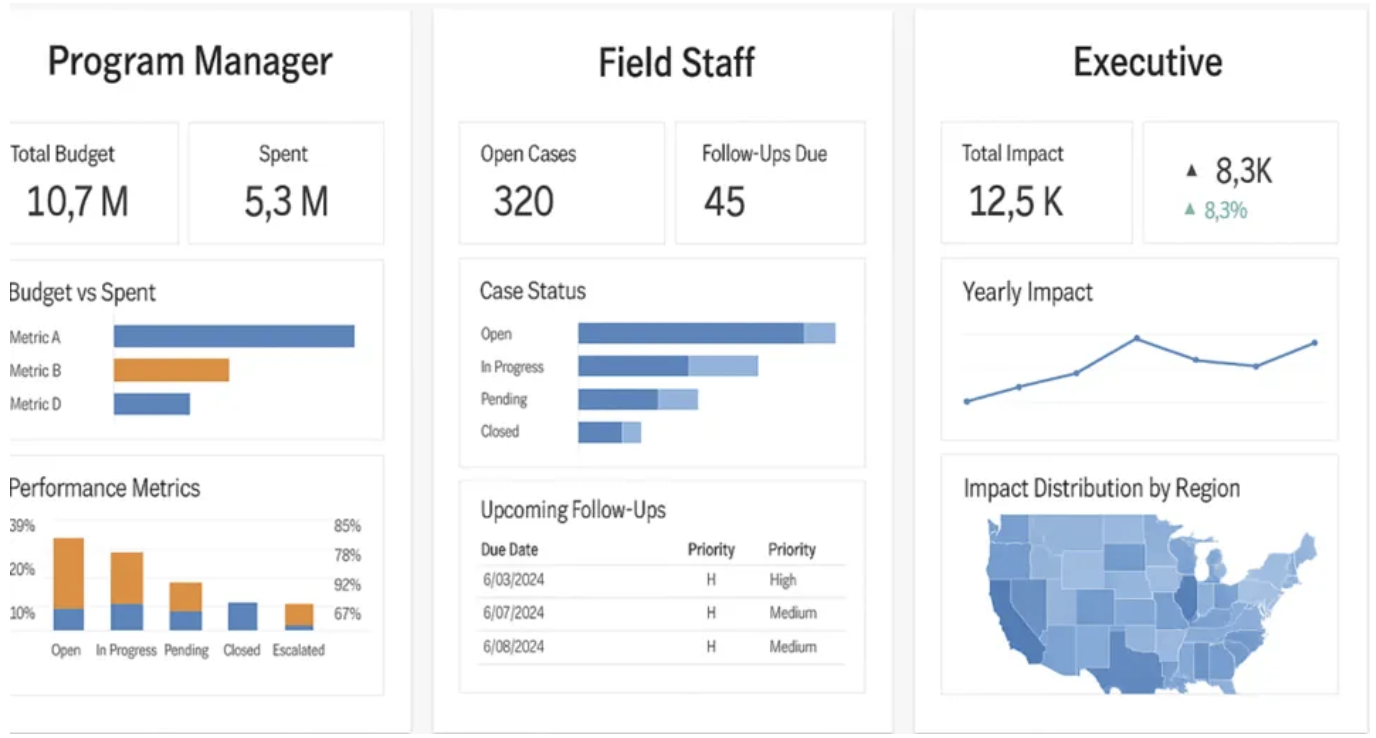 Program Manager
Total Budget
10,7 M
Spent
5,3 M
Budget vs Spent
Metric A
Metric B
Metric D
Performance Metrics
39%
20%
10%
85%
78%
92%
67%
Open In Progress Pending Closed Escalated
Field Staff
Open Cases
320
Follow-Ups Due
45
Case Status
Open
In Progress
Pending
Closed
Upcoming Follow-Ups
Due Date Priority Priority
6/03/2024 H High
6/07/2024 H Medium
6/08/2024 H Medium
Executive
Total Impact
12,5 K
▲ 8,3K
▲ 8,3%
Yearly Impact
Impact Distribution by Region